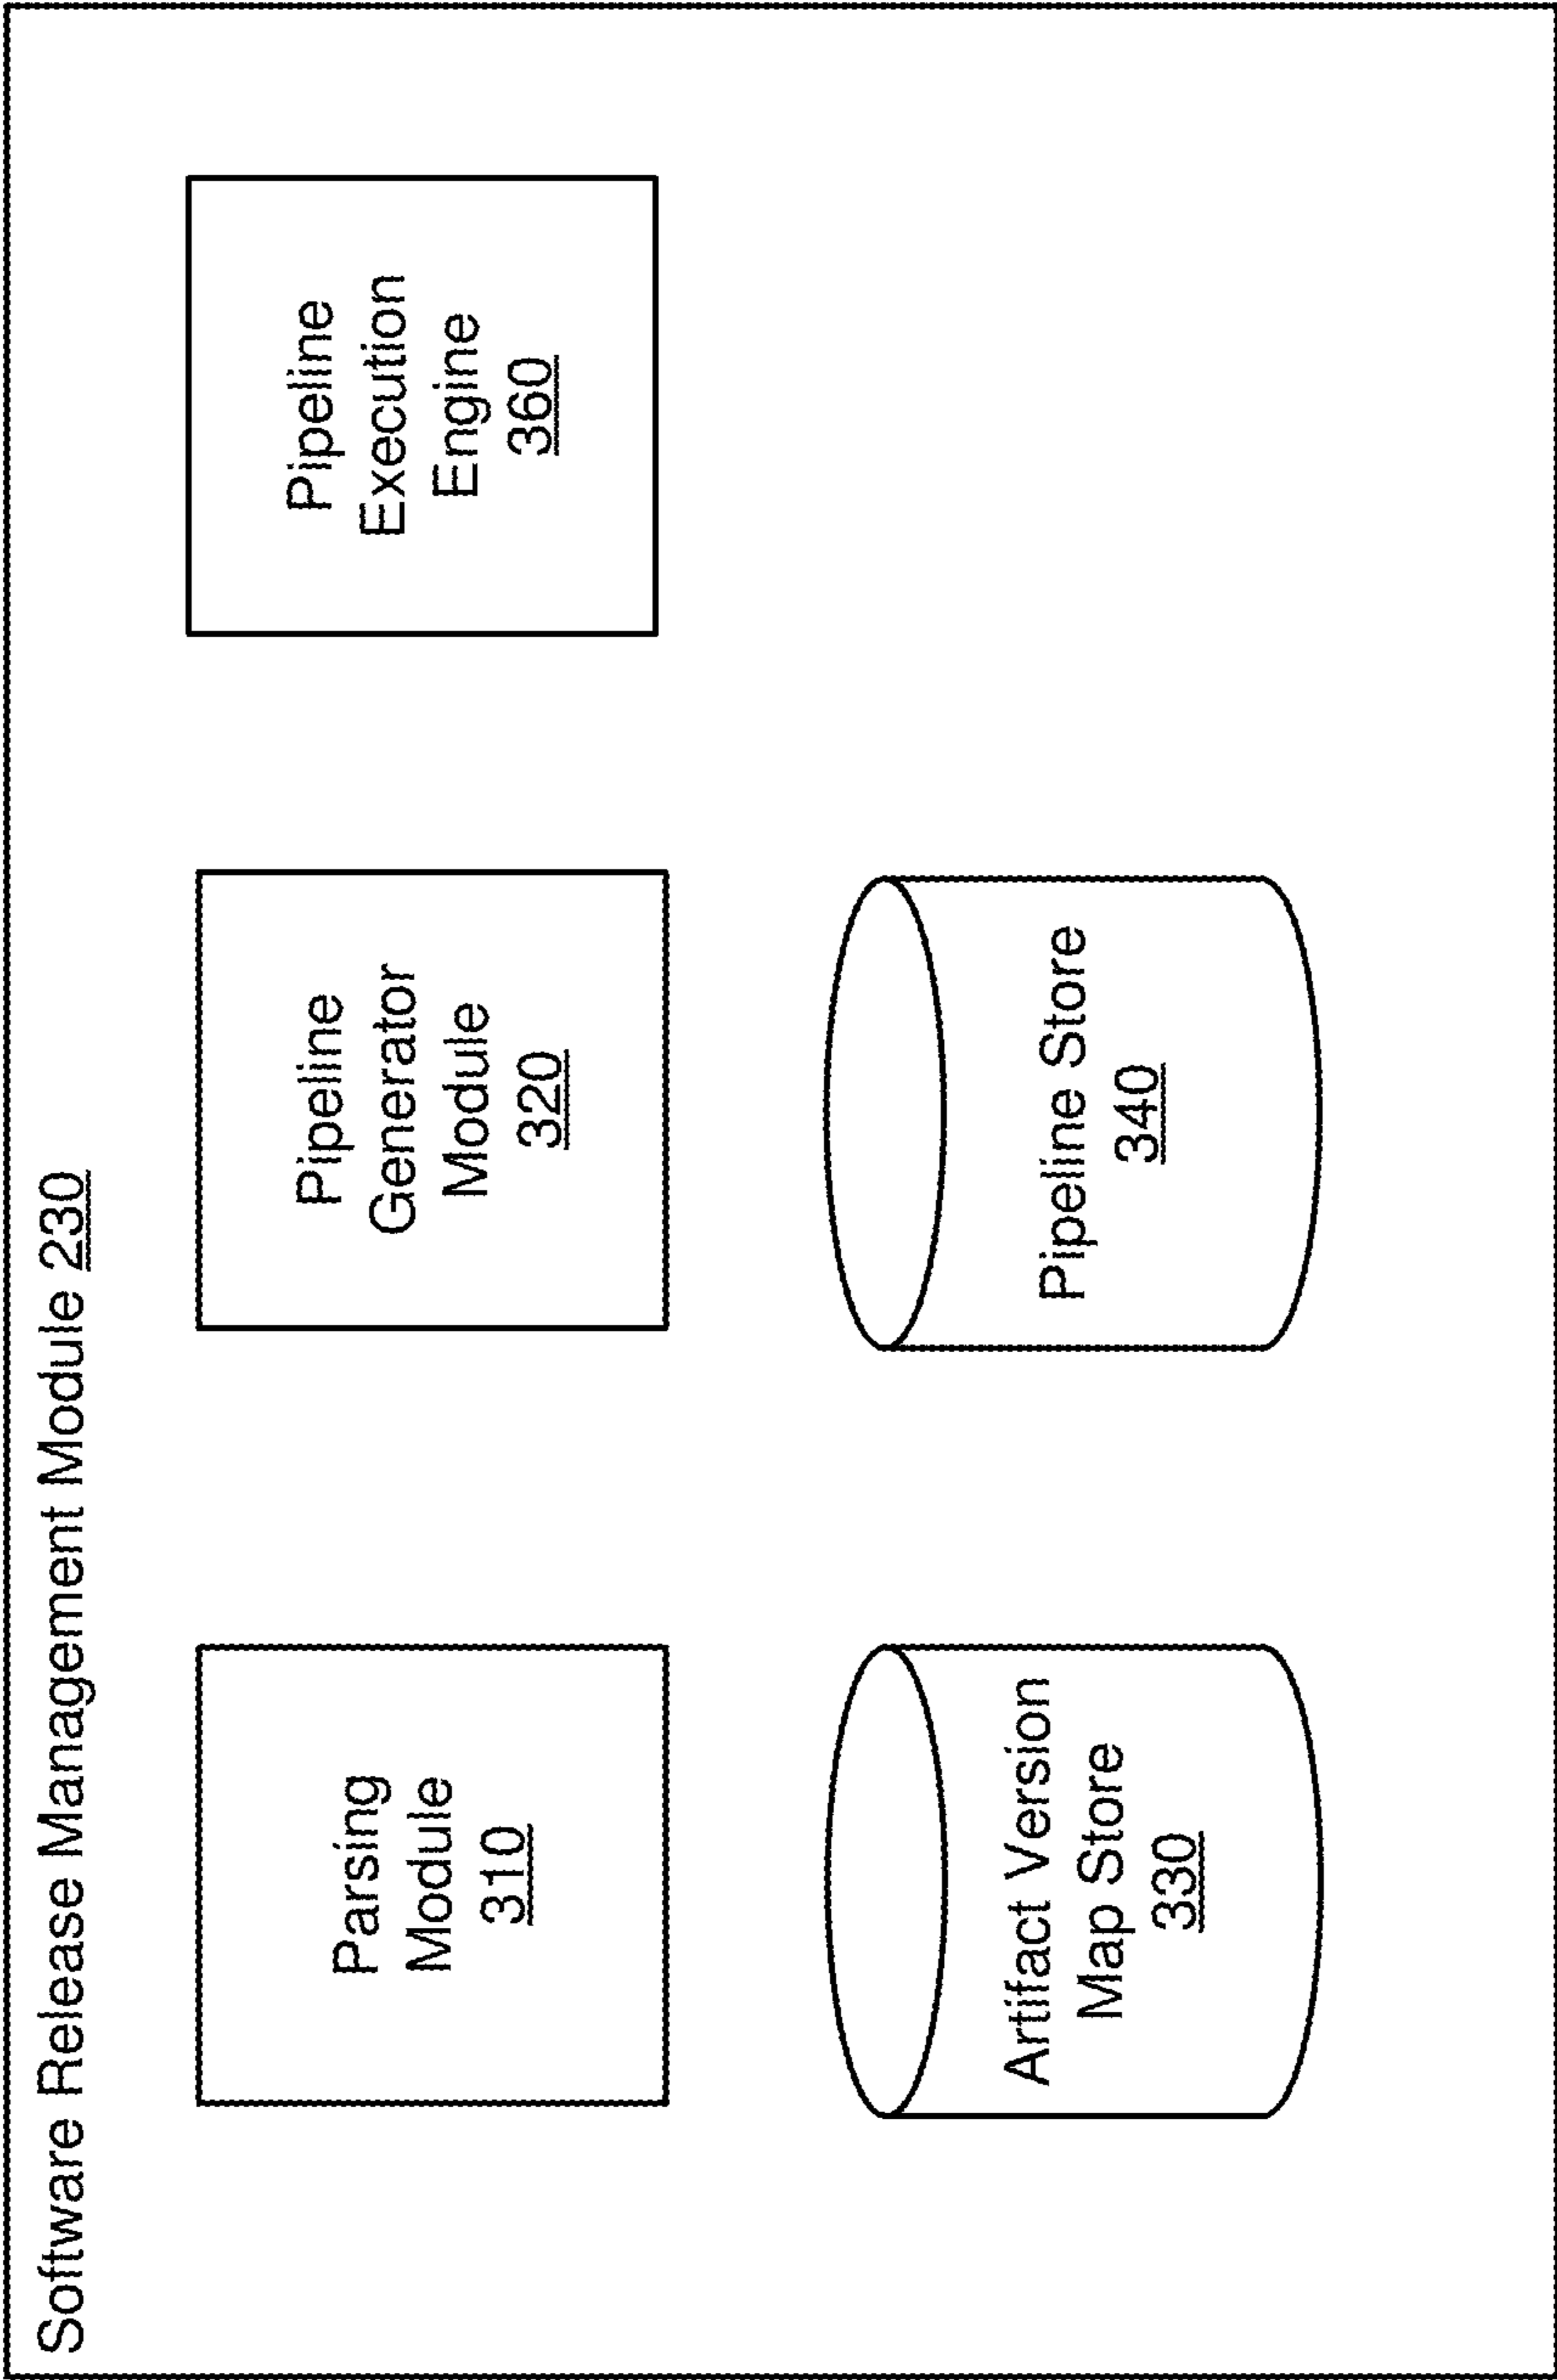 Software Release Management Module 230
Parsing
Module
310
Pipeline
Generator
Module
320
Pipeline
Execution
Engine
360
Artifact Version
Map Store
330
Pipeline Store
340